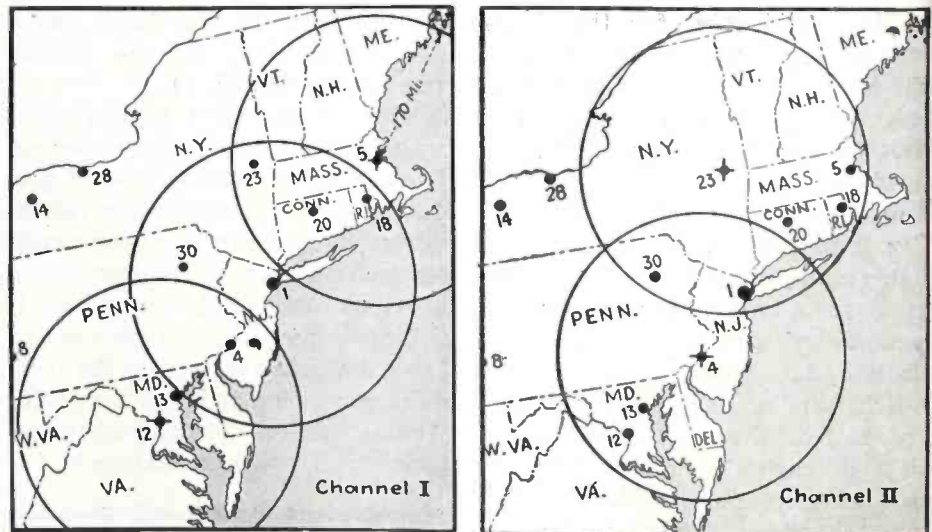 ME.
VT.
N.H.
170 Mi.
N.Y.
5
28
23
MASS.
14
CONN.
R.I.
20
18
30
1
PENN.
N.J.
4
8
MD.
13
12
W.VA.
VA.
Channel I
ME.
VT.
N.H.
N.Y.
5
28
23
MASS.
14
18
CONN.
R.I.
20
30
1
PENN.
N.J.
8
4
MD.
13
12
DEL.
W.VA.
VA.
Channel II